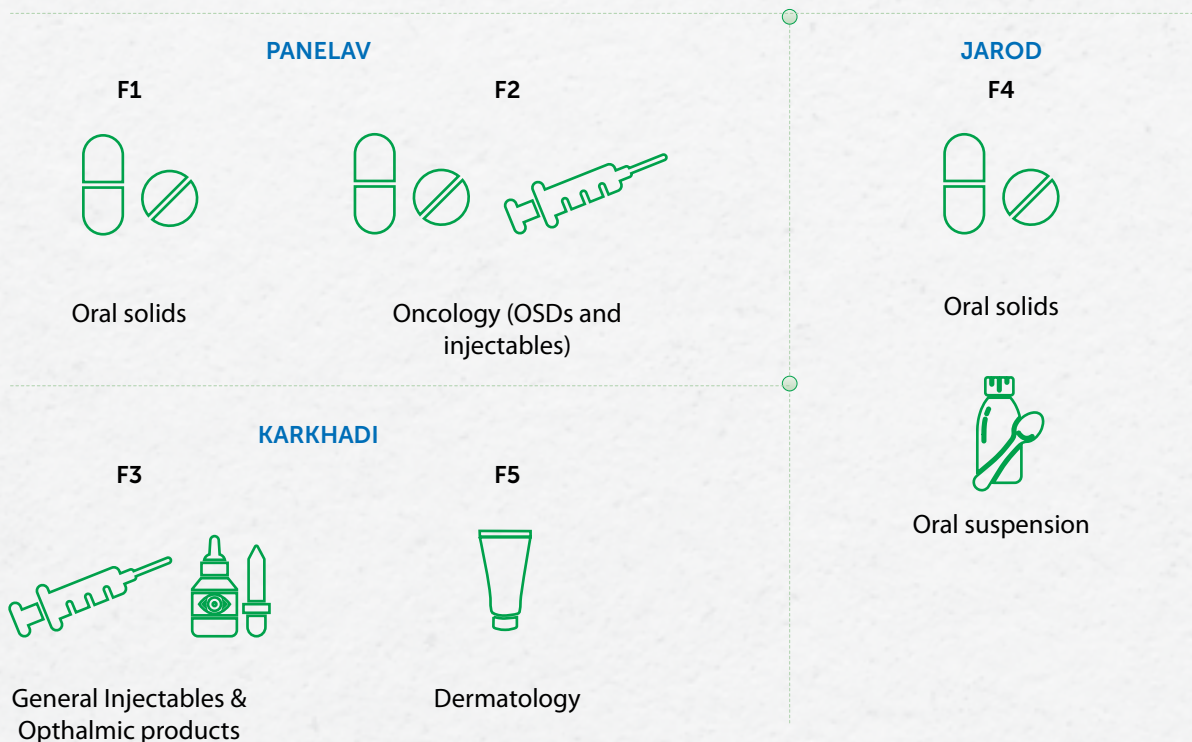 PANELAV
F1
Oral solids
F2
Oncology (OSDs and
injectables)
JAROD
F4
Oral solids
Oral suspension
KARKHADI
F3
General Injectables &
Opthalmic products
F5
Dermatology